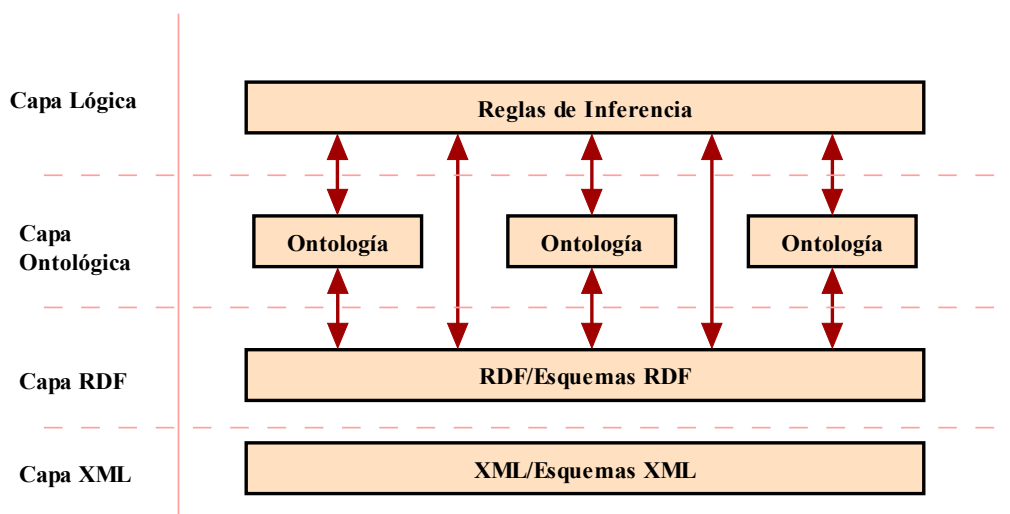 Capa Lógica
Reglas de Inferencia
Capa
Ontológica
Ontología
Ontología
Ontología
Capa RDF
RDF/Esquemas RDF
Capa XML
XML/Esquemas XML